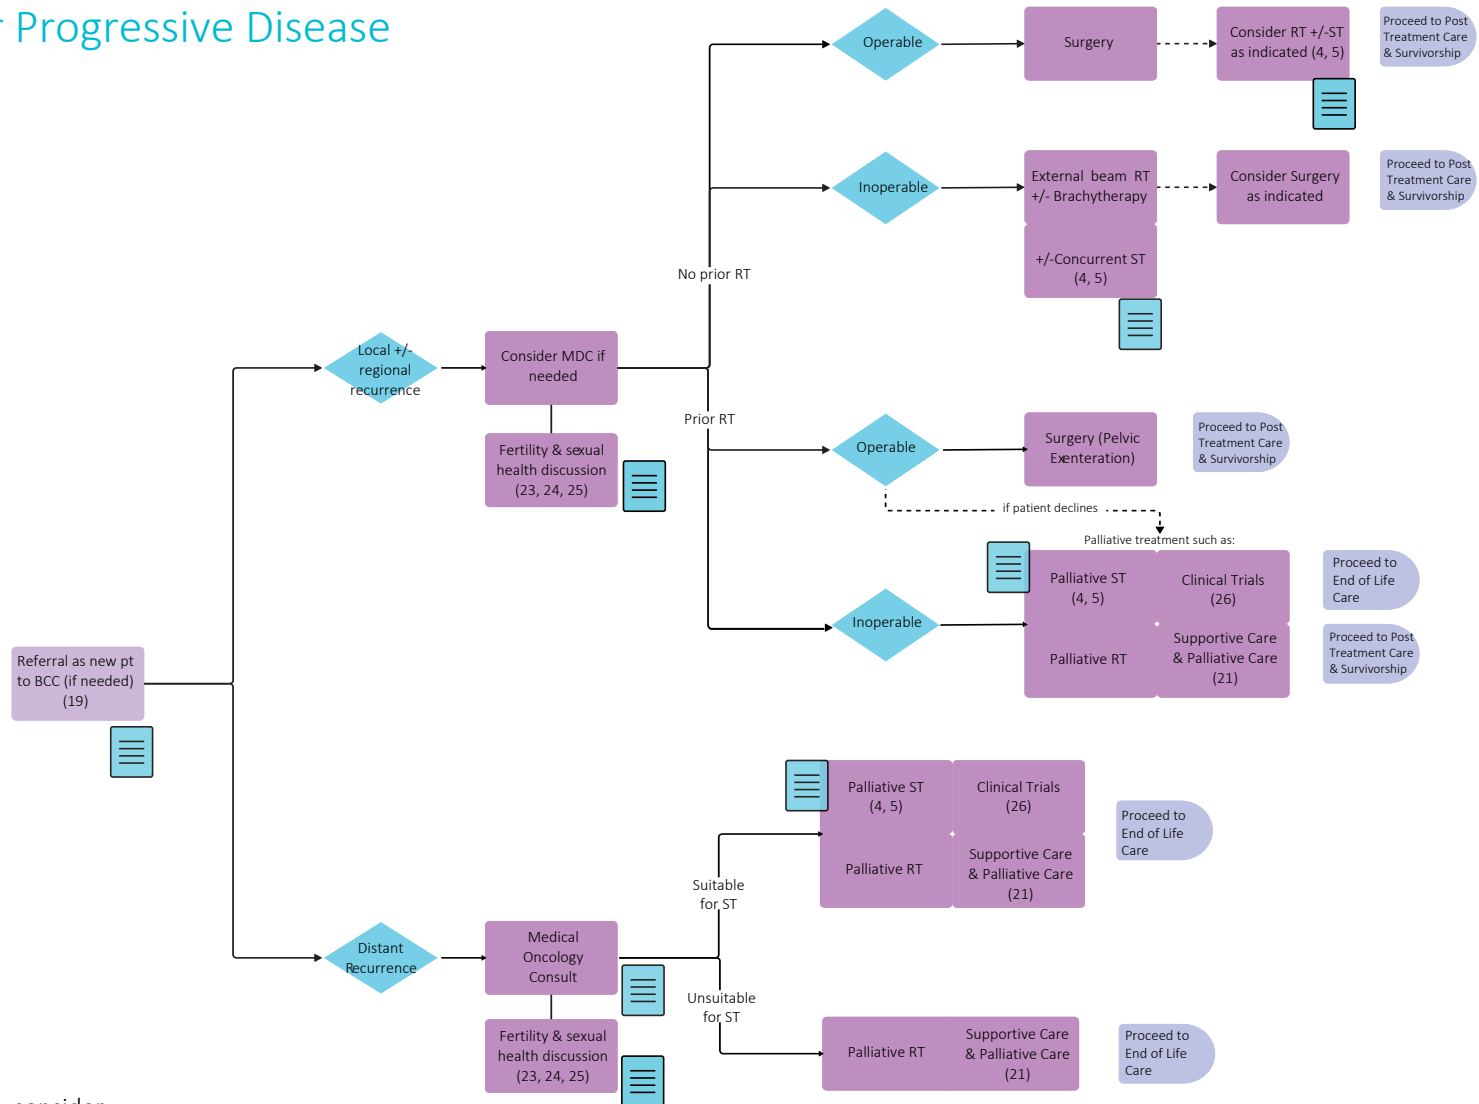 r Progressive Disease
Operable
Surgery
Consider RT +/-ST
as indicated (4, 5)
Proceed to Post
Treatment Care
& Survivorship
Inoperable
External beam RT
+/- Brachytherapy
+/-Concurrent ST
(4, 5)
Consider Surgery
as indicated
Proceed to Post
Treatment Care
& Survivorship
No prior RT
Local +/-
regional
recurrence
Consider MDC if
needed
Fertility & sexual
health discussion
(23, 24, 25)
Prior RT
Operable
Surgery (Pelvic
Exenteration)
Proceed to Post
Treatment Care
& Survivorship
if patient declines
Palliative treatment such as:
Inoperable
Palliative ST
(4, 5)
Clinical Trials
(26)
Palliative RT
Supportive Care
& Palliative Care
(21)
Proceed to
End of Life
Care
Proceed to Post
Treatment Care
& Survivorship
Referral as new pt
to BCC (if needed)
(19)
Distant
Recurrence
Medical
Oncology
Consult
Fertility & sexual
health discussion
(23, 24, 25)
Suitable
for ST
Palliative ST
(4, 5)
Clinical Trials
(26)
Palliative RT
Supportive Care
& Palliative Care
(21)
Proceed to
End of Life
Care
Unsuitable
for ST
Palliative RT
Supportive Care
& Palliative Care
(21)
Proceed to
End of Life
Care